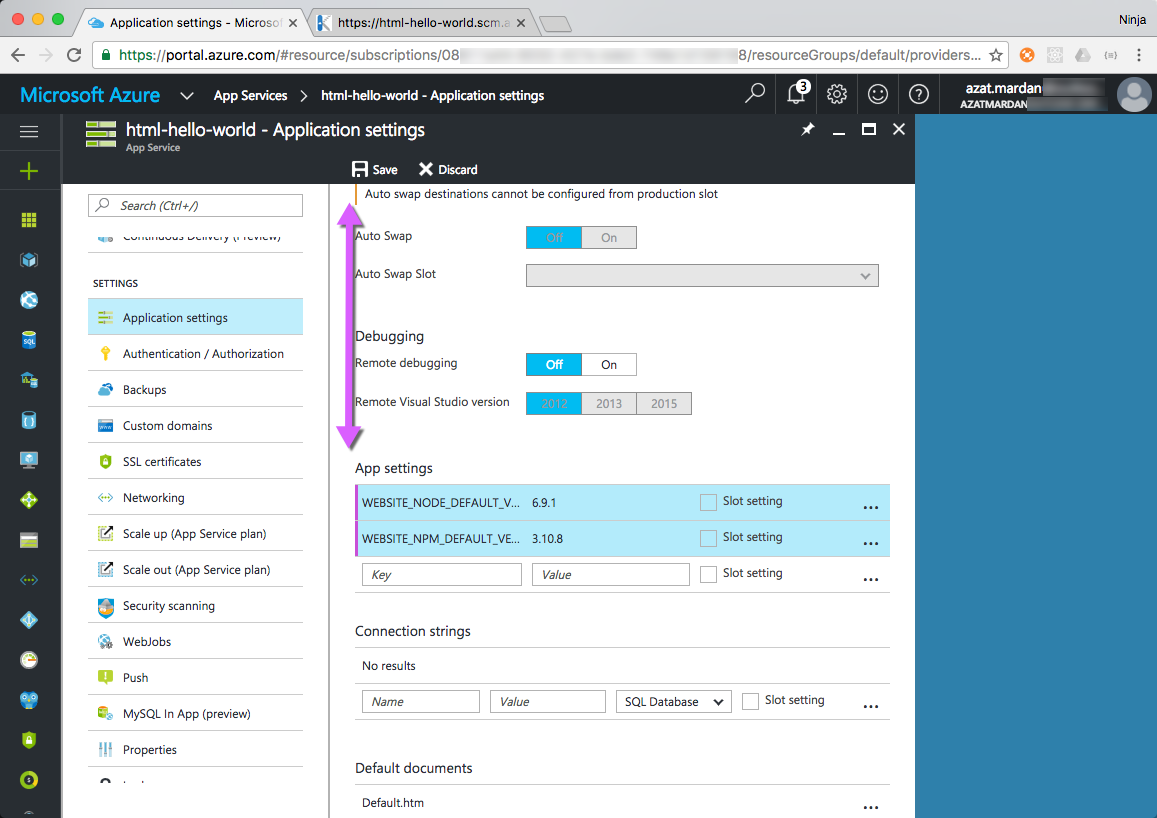 Application settings - Microsof
https://html-hello-world.scm.a
Ninja
https://portal.azure.com/#resource/subscriptions/08 8/resourceGroups/default/providers...
Microsoft Azure
App Services > html-hello-world - Application settings
3
azat.mardan
AZATMARDAN
html-hello-world - Application settings
App Service
Save
Discard
Search (Ctrl+/)
Continuous Delivery (Preview)
SETTINGS
Application settings
Authentication / Authorization
Backups
Custom domains
SSL certificates
Networking
Scale up (App Service plan)
Scale out (App Service plan)
Security scanning
WebJobs
Push
MySQL In App (preview)
Properties
Auto swap destinations cannot be configured from production slot
Auto Swap
Off On
Auto Swap Slot
Debugging
Remote debugging
Off On
Remote Visual Studio version
2012 2013 2015
App settings
WEBSITE_NODE_DEFAULT_V... 6.9.1 Slot setting ...
WEBSITE_NPM_DEFAULT_VE... 3.10.8 Slot setting ...
Key Value Slot setting ...
Connection strings
No results
Name Value SQL Database Slot setting ...
Default documents
Default.htm ...